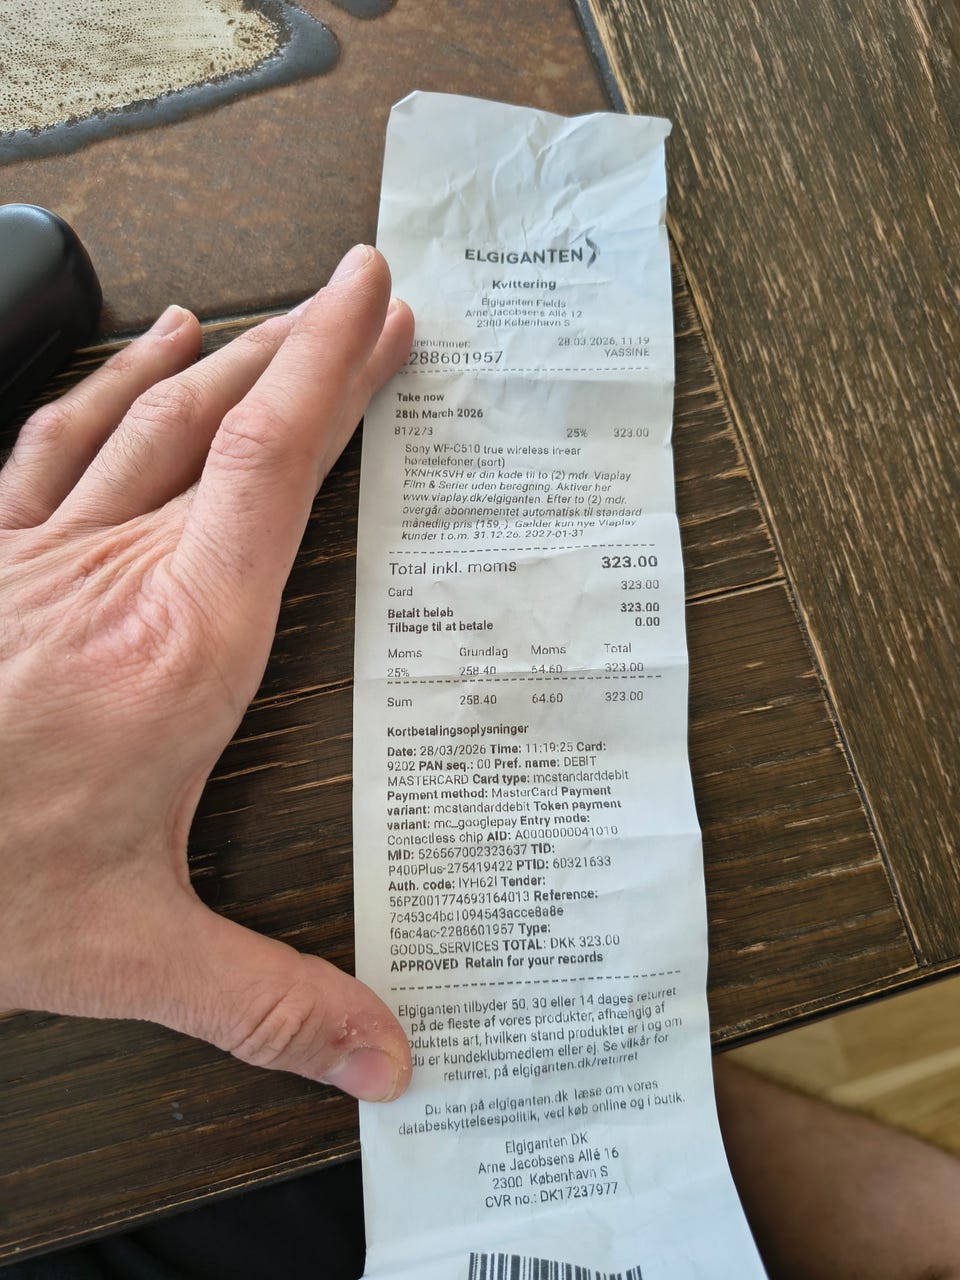 ELGIGANTEN
Kvittering
Elgiganten Fields
Arne Jacobsens Allé 12
2300 København S
28.03.2026, 11:19
2288601957 YASSINE
Take now
28th March 2026
817273 25% 323.00
Sony WF-C510 true wireless in-ear
høretelefoner (sort)
YKNHK5VH er din kode til to (2) mdr. Viaplay
Film & Serier uden beregning. Aktiver her
www.viaplay.dk/elgiganten. Efter to (2) mdr.
overgår abonnementet automatisk til standard
månedlig pris (159,-). Gælder kun nye Viaplay
kunder t.o.m. 31.12.26. 2027-01-31
Total inkl. moms 323.00
Card 323.00
Betalt beløb 323.00
Tilbage til at betale 0.00
Moms Grundlag Moms Total
25% 258.40 64.60 323.00
Sum 258.40 64.60 323.00
Kortbetalingsoplysninger
Date: 28/03/2026 Time: 11:19:25 Card:
9202 PAN seq.: 00 Pref. name: DEBIT
MASTERCARD Card type: mcstandarddebit
Payment method: MasterCard Payment
variant: mcstandarddebit Token payment
variant: mc_googlepay Entry mode:
Contactless chip AID: A0000000041010
MID: 526567002323637 TID:
P400Plus-275419422 PTID: 60321633
Auth. code: Tender:
56PZ001774693164013 Reference:
f6ac4ac-2288601957 Type:
GOODS_SERVICES TOTAL: DKK 323.00
APPROVED Retain for your records
Elgiganten tilbyder 50, 30 eller 14 dages returret
på de fleste af vores produkter, afhængig af
oduktets art, hvilken stand produktet er i og om
du er kundeklubmedlem eller ej. Se vilkår for
returret, på elgiganten.dk/returret
Du kan på elgiganten.dk læse om vores
databeskyttelsespolitik, ved køb online og i butik.
Elgiganten DK
Arne Jacobsens Allé 16
2300 København S
CVR no.: DK17237977